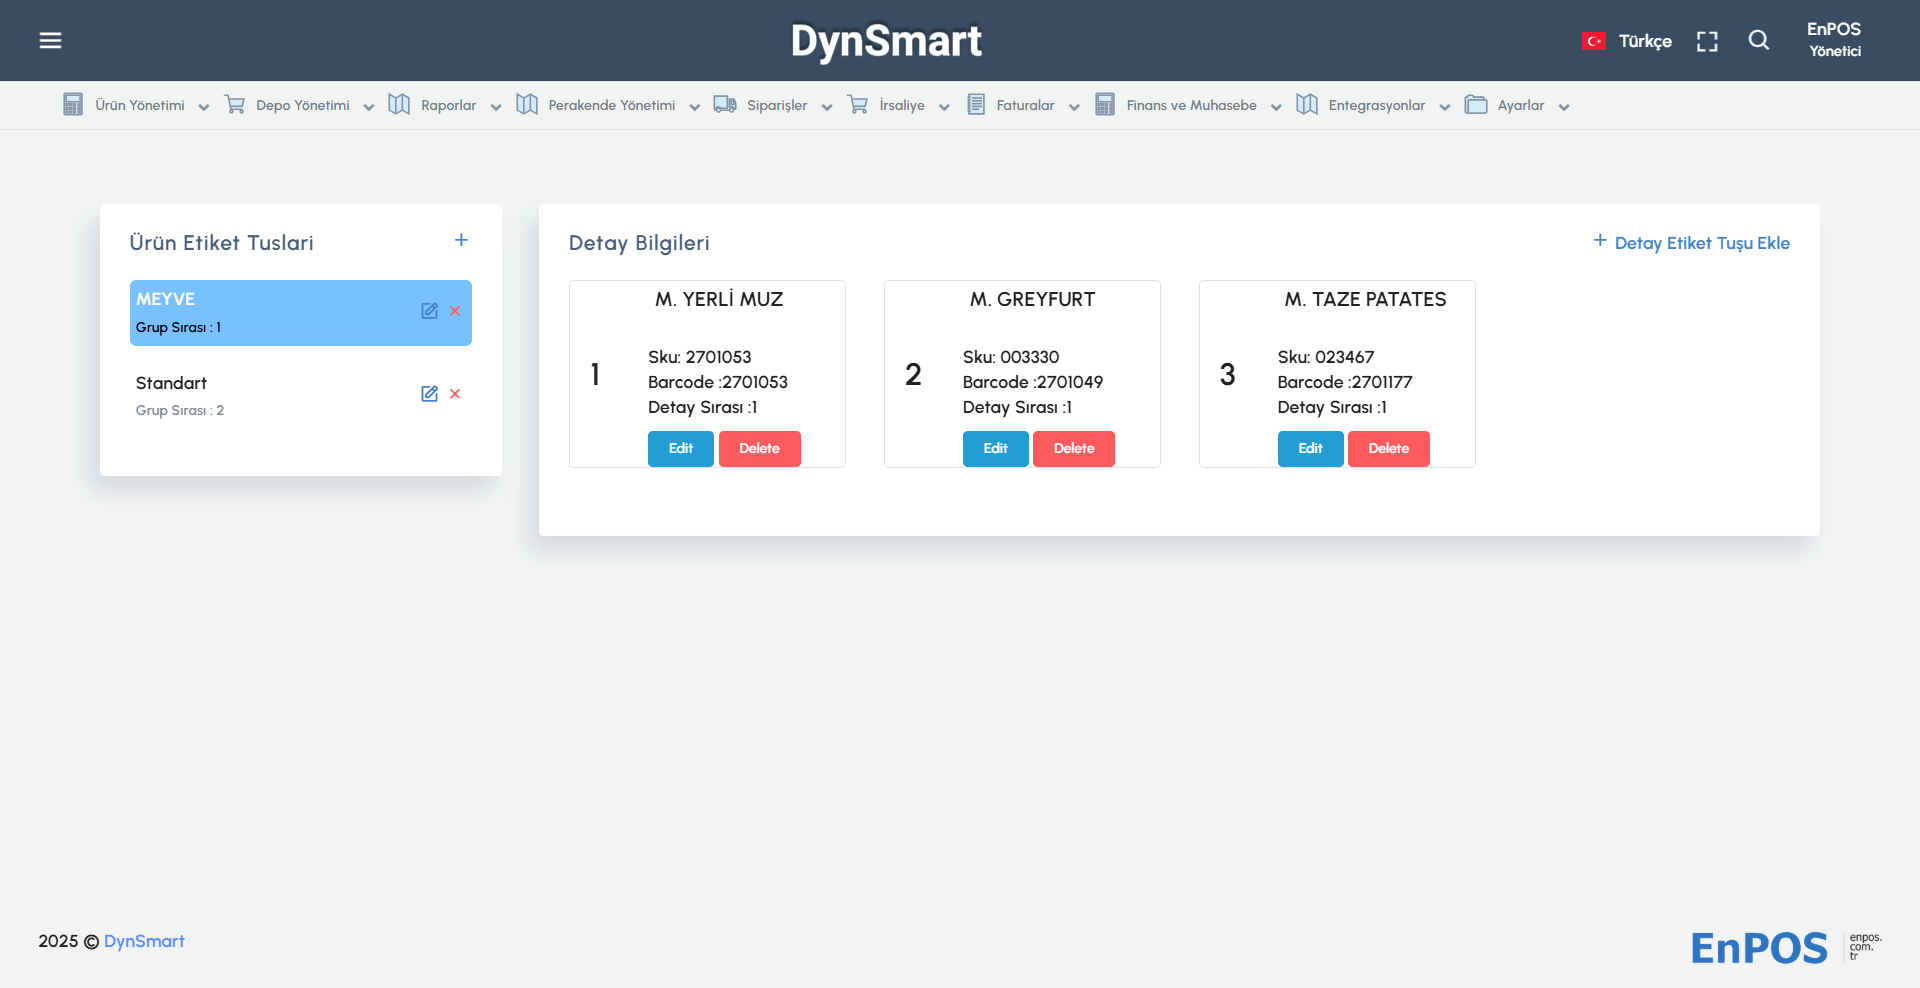 DynSmart
Türkçe
EnPOS
Yönetici
Ürün Yönetimi
Depo Yönetimi
Raporlar
Perakende Yönetimi
Siparişler
İrsaliye
Faturalar
Finans ve Muhasebe
Entegrasyonlar
Ayarlar
Ürün Etiket Tuslari
+
MEYVE
Grup Sırası : 1
Standart
Grup Sırası : 2
Detay Bilgileri
+ Detay Etiket Tuşu Ekle
1
M. YERLİ MUZ
Sku: 2701053
Barcode :2701053
Detay Sırası :1
Edit Delete
2
M. GREYFURT
Sku: 003330
Barcode :2701049
Detay Sırası :1
Edit Delete
3
M. TAZE PATATES
Sku: 023467
Barcode :2701177
Detay Sırası :1
Edit Delete
2025 © DynSmart
EnPOS
enpos.
com.
tr